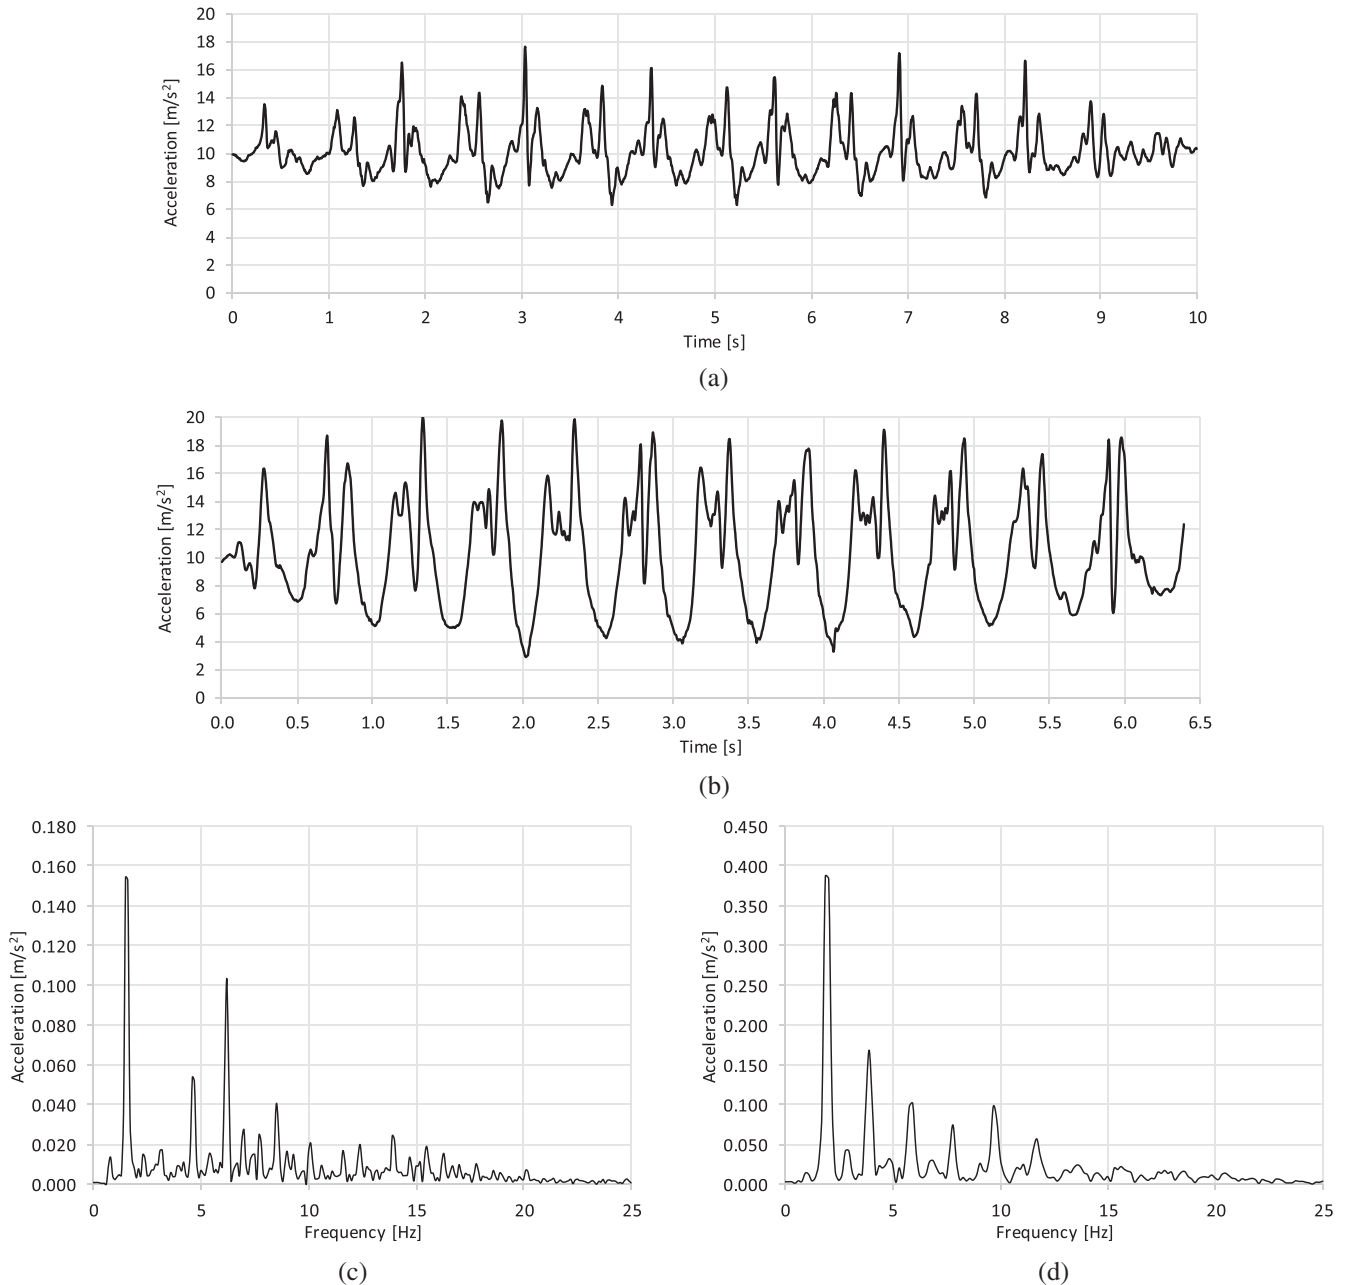 20
18
16
14
12
10
8
6
4
2
0
Acceleration [m/s²]
0 1 2 3 4 5 6 7 8 9 10
Time [s]
(a)
20
18
16
14
12
10
8
6
4
2
0
Acceleration [m/s²]
0.0 0.5 1.0 1.5 2.0 2.5 3.0 3.5 4.0 4.5 5.0 5.5 6.0 6.5
Time [s]
(b)
0.180
0.160
0.140
0.120
0.100
0.080
0.060
0.040
0.020
0.000
Acceleration [m/s²]
0 5 10 15 20 25
Frequency [Hz]
(c)
0.450
0.400
0.350
0.300
0.250
0.200
0.150
0.100
0.050
0.000
Acceleration [m/s²]
0 5 10 15 20 25
Frequency [Hz]
(d)